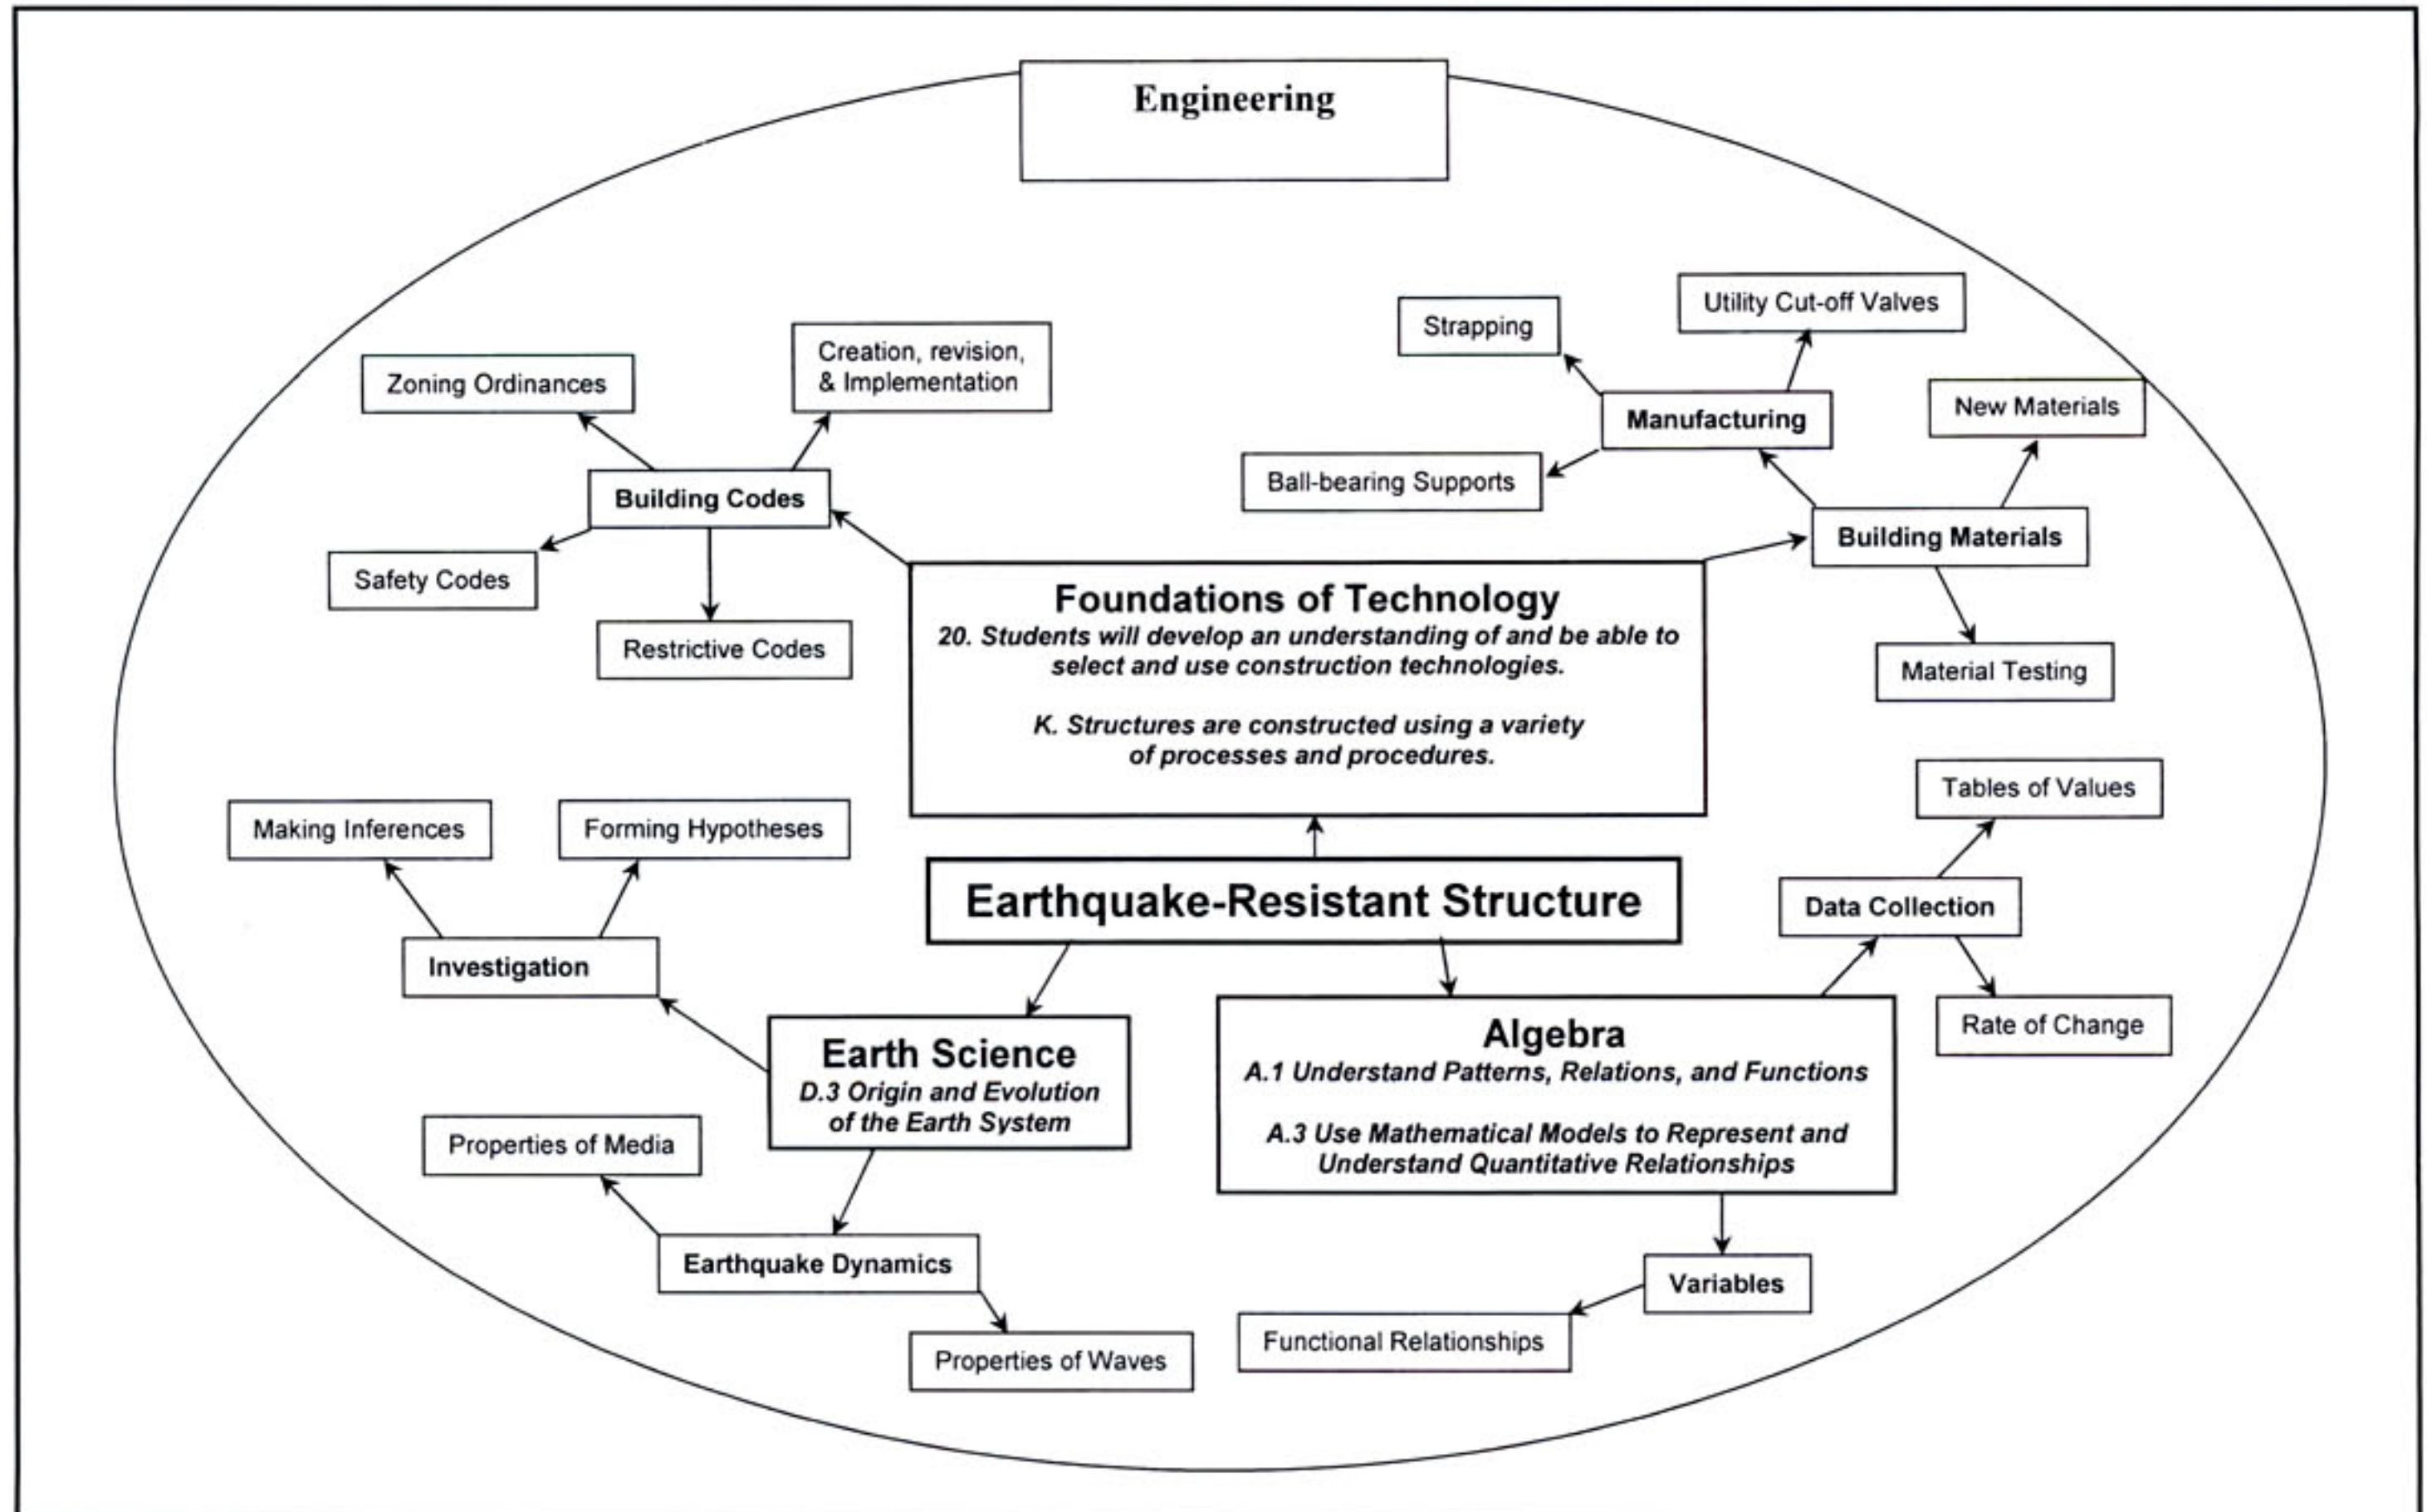 Engineering
Strapping
Utility Cut-off Valves
Zoning Ordinances
Creation, revision,
& Implementation
Manufacturing
New Materials
Building Codes
Ball-bearing Supports
Building Materials
Safety Codes
Restrictive Codes
Foundations of Technology
20. Students will develop an understanding of and be able to
select and use construction technologies.
K. Structures are constructed using a variety
of processes and procedures.
Material Testing
Making Inferences
Forming Hypotheses
Tables of Values
Earthquake-Resistant Structure
Data Collection
Investigation
Rate of Change
Earth Science
D.3 Origin and Evolution
of the Earth System
Algebra
A.1 Understand Patterns, Relations, and Functions
A.3 Use Mathematical Models to Represent and
Understand Quantitative Relationships
Properties of Media
Earthquake Dynamics
Variables
Properties of Waves
Functional Relationships